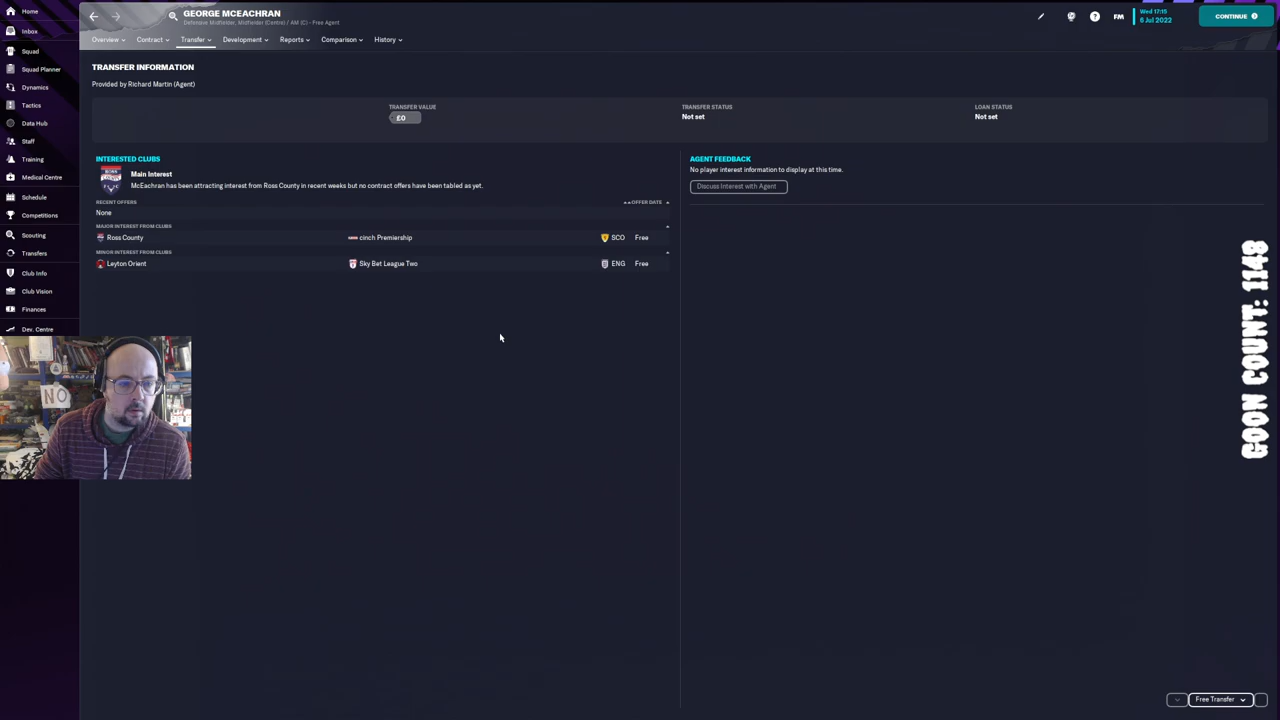 GEORGE MCEACHRAN
Defensive Midfielder, Midfielder (Centre) / AM (C) - Free Agent
FM
Wed 17:15
6 Jul 2022
CONTINUE
Overview
Contract
Transfer
Development
Reports
Comparison
History
Home
Inbox
Squad
Squad Planner
Dynamics
Tactics
Data Hub
Staff
Training
Medical Centre
Schedule
Competitions
Scouting
Transfers
Club Info
Club Vision
Finances
Dev. Centre
TRANSFER INFORMATION
Provided by Richard Martin (Agent)
TRANSFER VALUE
£0
TRANSFER STATUS
Not set
LOAN STATUS
Not set
INTERESTED CLUBS
Main Interest
McEachran has been attracting interest from Ross County in recent weeks but no contract offers have been tabled as yet.
RECENT OFFERS OFFER DATE
None
MAJOR INTEREST FROM CLUBS
Ross County cinch Premiership SCO Free
MINOR INTEREST FROM CLUBS
Leyton Orient Sky Bet League Two ENG Free
AGENT FEEDBACK
No player interest information to display at this time.
Discuss Interest with Agent
GOON COUNT: 1148
NO
Free Transfer